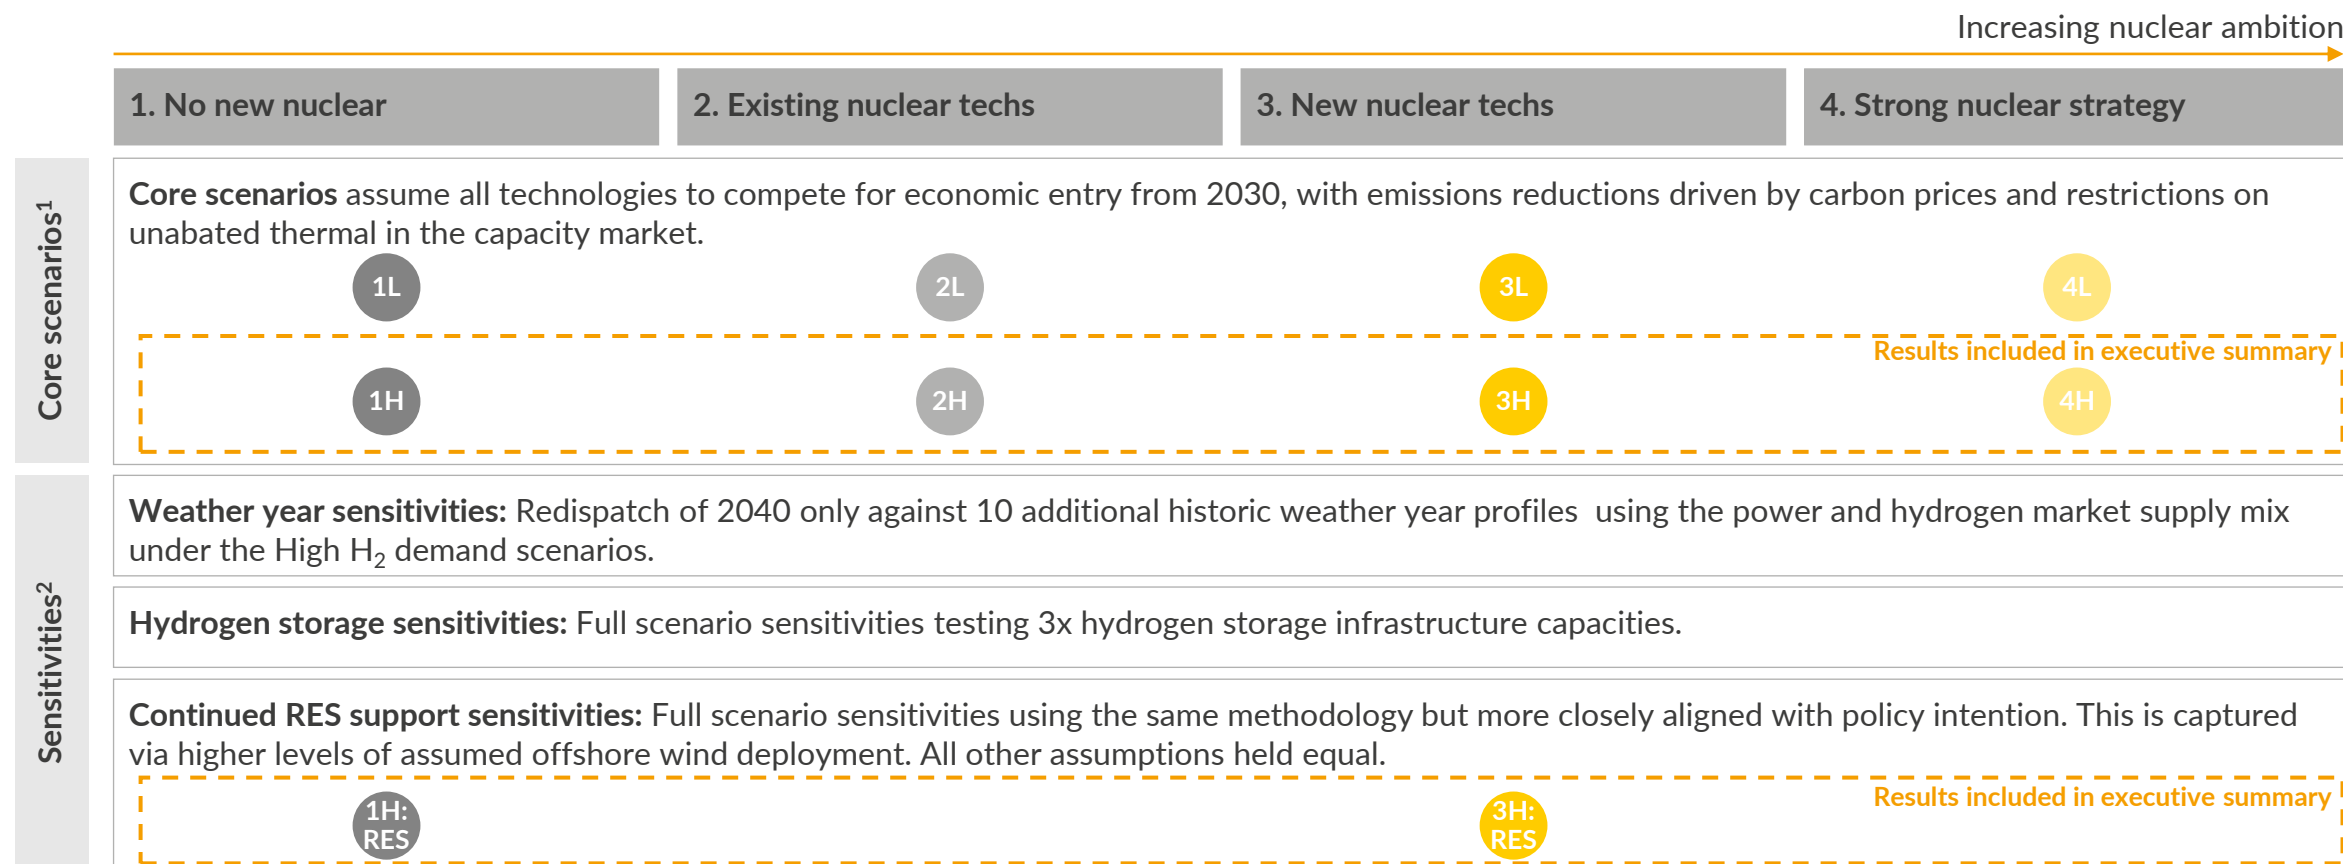 Increasing nuclear ambition
1. No new nuclear
2. Existing nuclear techs
3. New nuclear techs
4. Strong nuclear strategy
Core scenarios¹
Core scenarios assume all technologies to compete for economic entry from 2030, with emissions reductions driven by carbon prices and restrictions on
unabated thermal in the capacity market.
1L
2L
3L
4L
Results included in executive summary
1H
2H
3H
4H
Sensitivities²
Weather year sensitivities: Redispatch of 2040 only against 10 additional historic weather year profiles  using the power and hydrogen market supply mix
under the High H₂ demand scenarios.
Hydrogen storage sensitivities: Full scenario sensitivities testing 3x hydrogen storage infrastructure capacities.
Continued RES support sensitivities: Full scenario sensitivities using the same methodology but more closely aligned with policy intention. This is captured
via higher levels of assumed offshore wind deployment. All other assumptions held equal.
Results included in executive summary
1H:
RES
3H:
RES